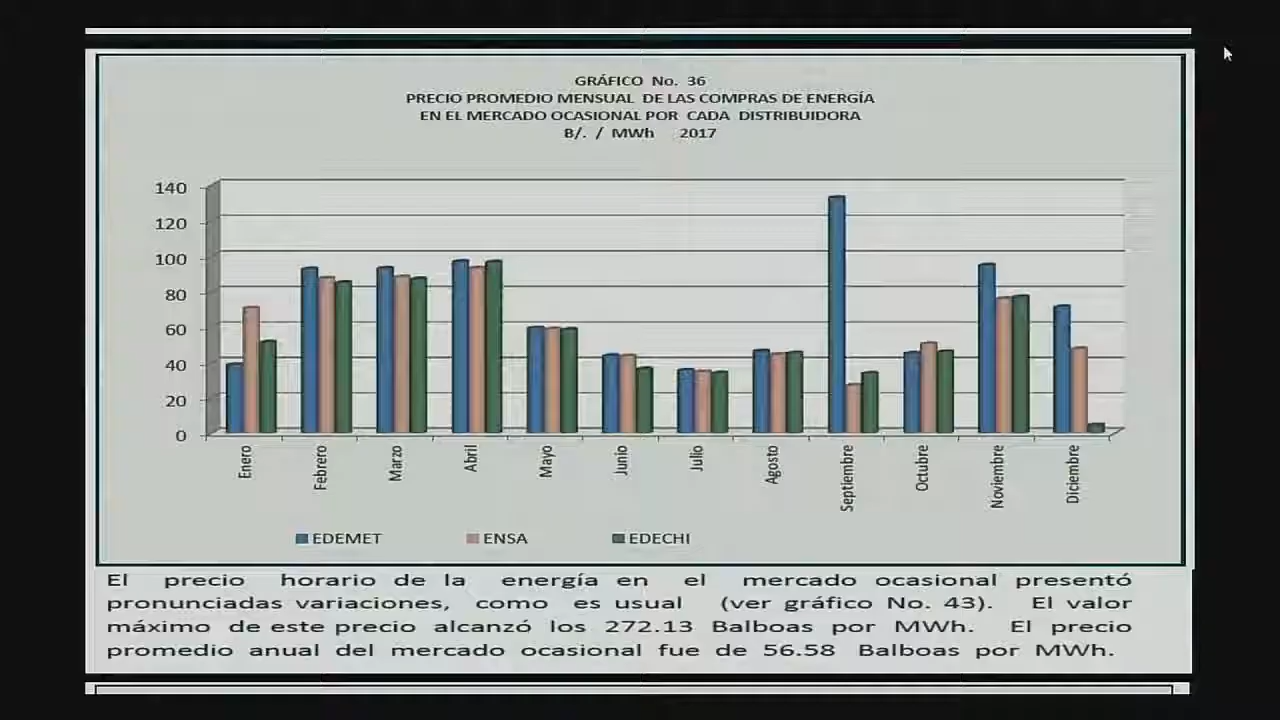 GRÁFICO No. 36
PRECIO PROMEDIO MENSUAL DE LAS COMPRAS DE ENERGÍA
EN EL MERCADO OCASIONAL POR CADA DISTRIBUIDORA
B/. / MWh 2017
140
120
100
80
60
40
20
0
Enero
Febrero
Marzo
Abril
Mayo
Junio
Julio
Agosto
Septiembre
Octubre
Noviembre
Diciembre
EDEMET ENSA EDECHI
El precio horario de la energía en el mercado ocasional presentó
pronunciadas variaciones, como es usual (ver gráfico No. 43). El valor
máximo de este precio alcanzó los 272.13 Balboas por MWh. El precio
promedio anual del mercado ocasional fue de 56.58 Balboas por MWh.